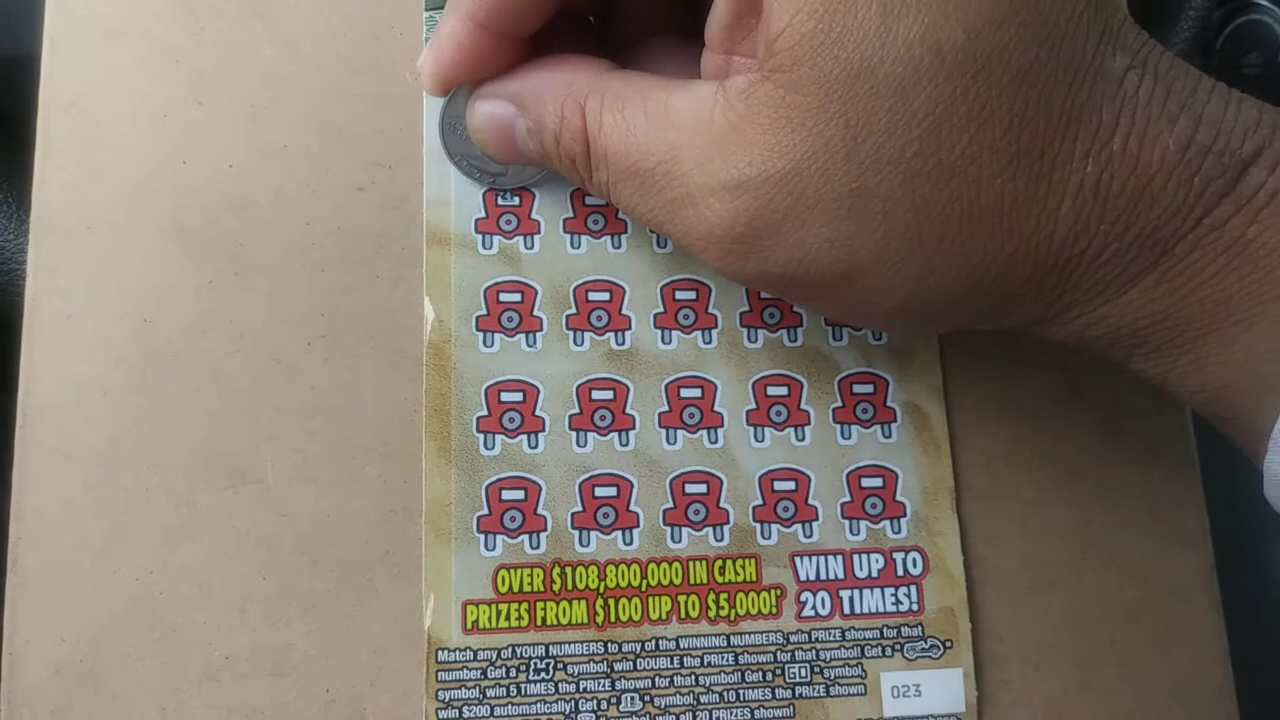 21
OVER $108,800,000 IN CASH
PRIZES FROM $100 UP TO $5,000!*
WIN UP TO
20 TIMES!
Match any of YOUR NUMBERS to any of the WINNING NUMBERS, win PRIZE shown for that
number. Get a " " symbol, win DOUBLE the PRIZE shown for that symbol! Get a " "
symbol, win 5 TIMES the PRIZE shown for that symbol! Get a " GO " symbol,
win $200 automatically! Get a " " symbol, win 10 TIMES the PRIZE shown
symbol, win all 20 PRIZES shown!
023